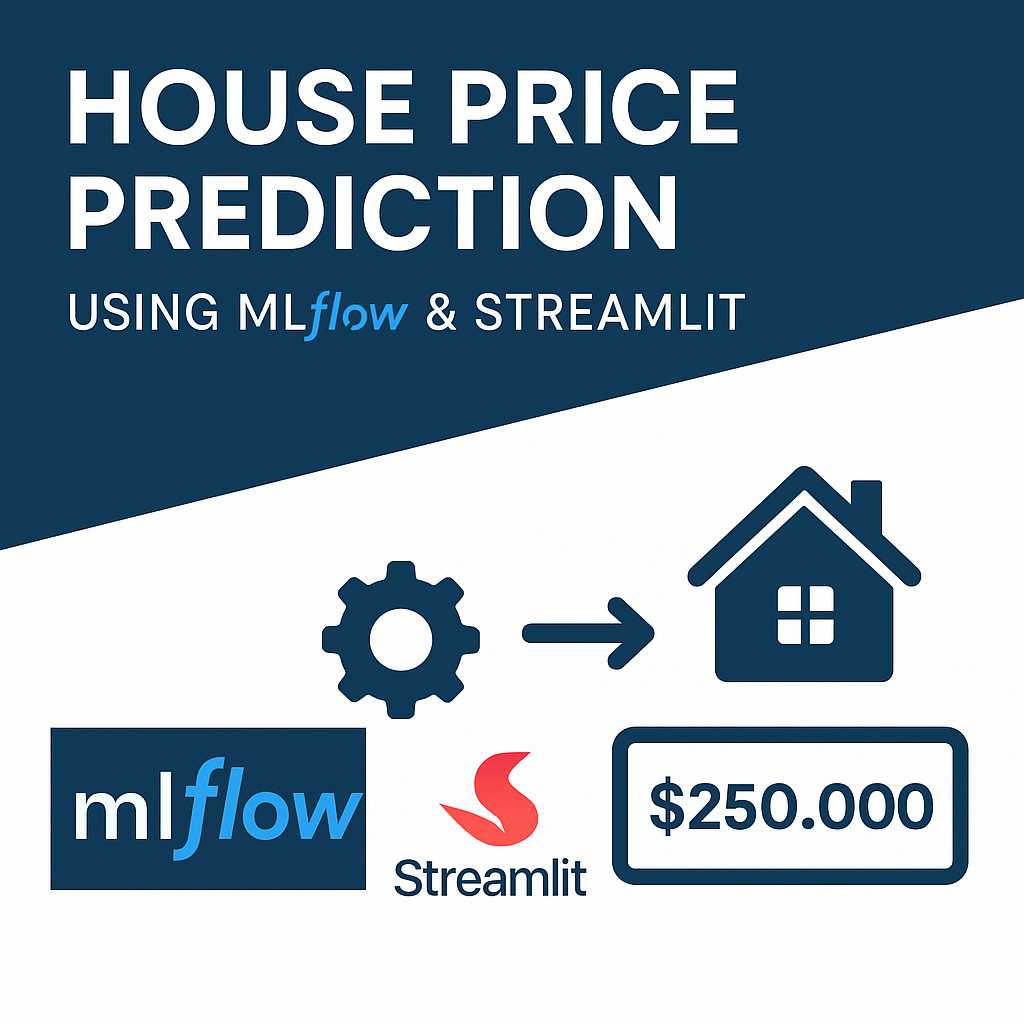 HOUSE PRICE
PREDICTION
USING MLflow & STREAMLIT
mlflow
Streamlit
$250.000